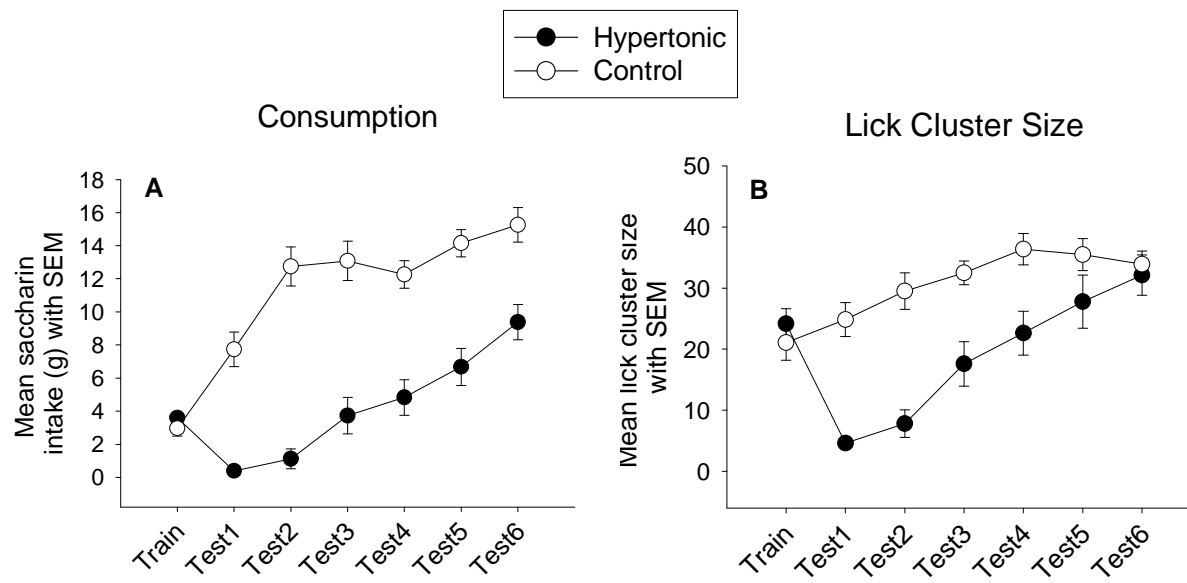 Hypertonic
Control
Consumption
Lick Cluster Size
A
Mean saccharin
intake (g) with SEM
18
16
14
12
10
8
6
4
2
0
Train
Test1
Test2
Test3
Test4
Test5
Test6
B
Mean lick cluster size
with SEM
50
40
30
20
10
0
Train
Test1
Test2
Test3
Test4
Test5
Test6